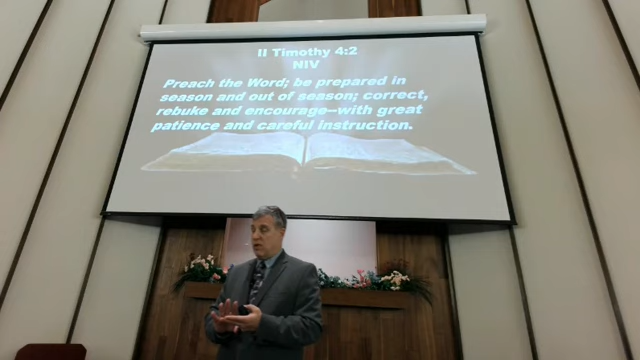 II Timothy 4:2
NIV
Preach the Word; be prepared in
season and out of season; correct,
rebuke and encourage—with great
patience and careful instruction.